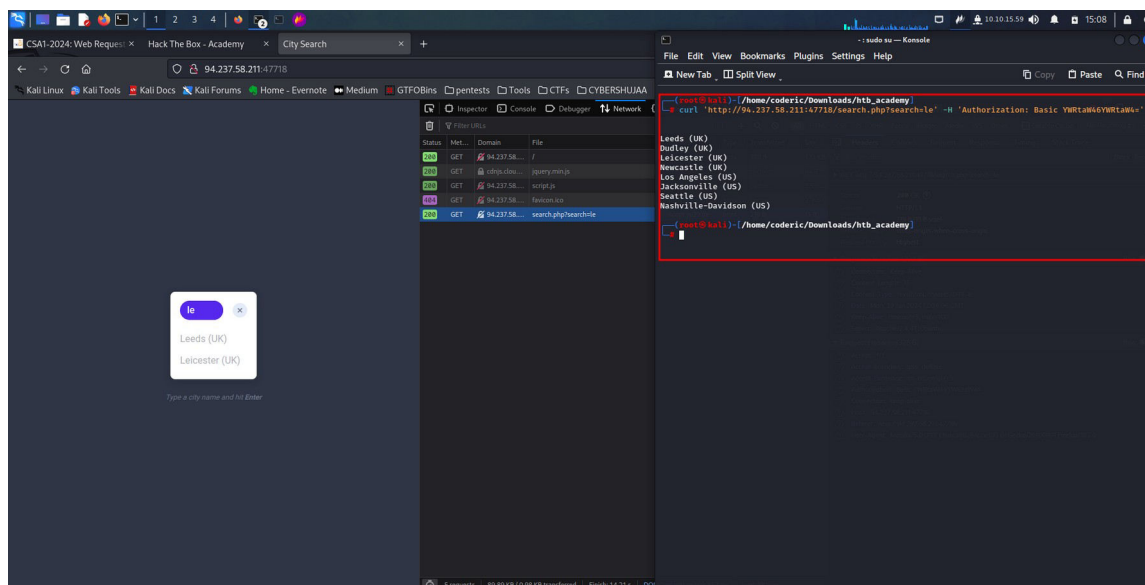 1 2 3 4
10.10.15.59 15:08
CSA1-2024: Web Request
Hack The Box - Academy
City Search
94.237.58.211:47718
Kali Linux Kali Tools Kali Docs Kali Forums Home - Evernote Medium GTFOBins pentests Tools CTFs CYBERSHUJAA
Inspector Console Debugger Network
Filter URLs
Status Met... Domain File
200 GET 94.237.58.... /
200 GET cdnjs.clou... jquery.min.js
200 GET 94.237.58.... script.js
404 GET 94.237.58.... favicon.ico
200 GET 94.237.58.... search.php?search=le
le
Leeds (UK)
Leicester (UK)
Type a city name and hit Enter
~ : sudo su — Konsole
File Edit View Bookmarks Plugins Settings Help
New Tab Split View Copy Paste Find
(root㉿kali)-[/home/coderic/Downloads/htb_academy]
# curl 'http://94.237.58.211:47718/search.php?search=le' -H 'Authorization: Basic YWRtaW46YWRtaW4='
Leeds (UK)
Dudley (UK)
Leicester (UK)
Newcastle (UK)
Los Angeles (US)
Jacksonville (US)
Seattle (US)
Nashville-Davidson (US)
(root㉿kali)-[/home/coderic/Downloads/htb_academy]
#